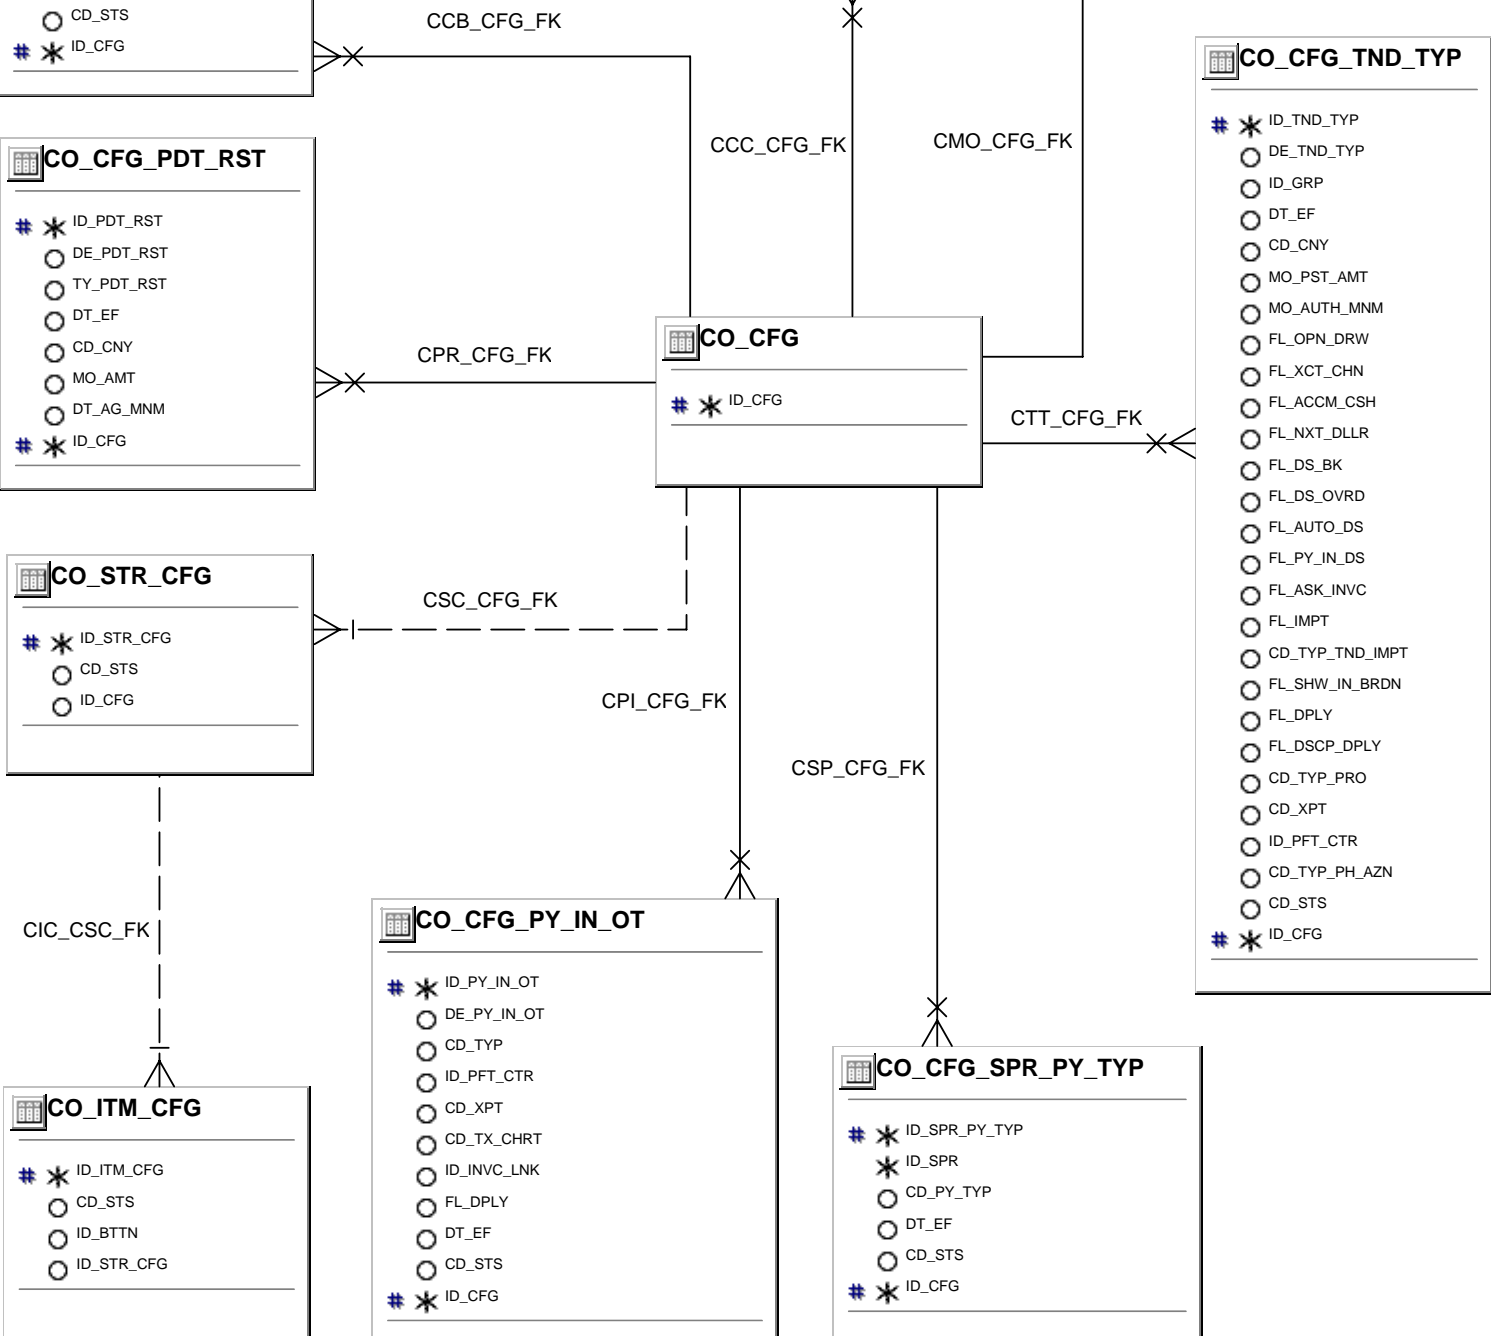 CD_STS
# ID_CFG
CCB_CFG_FK
CCC_CFG_FK
CMO_CFG_FK
CO_CFG_PDT_RST
# ID_PDT_RST
DE_PDT_RST
TY_PDT_RST
DT_EF
CD_CNY
MO_AMT
DT_AG_MNM
# ID_CFG
CPR_CFG_FK
CO_CFG
# ID_CFG
CTT_CFG_FK
CO_CFG_TND_TYP
# ID_TND_TYP
DE_TND_TYP
ID_GRP
DT_EF
CD_CNY
MO_PST_AMT
MO_AUTH_MNM
FL_OPN_DRW
FL_XCT_CHN
FL_ACCM_CSH
FL_NXT_DLLR
FL_DS_BK
FL_DS_OVRD
FL_AUTO_DS
FL_PY_IN_DS
FL_ASK_INVC
FL_IMPT
CD_TYP_TND_IMPT
FL_SHW_IN_BRDN
FL_DPLY
FL_DSCP_DPLY
CD_TYP_PRO
CD_XPT
ID_PFT_CTR
CD_TYP_PH_AZN
CD_STS
# ID_CFG
CO_STR_CFG
# ID_STR_CFG
CD_STS
ID_CFG
CSC_CFG_FK
CPI_CFG_FK
CSP_CFG_FK
CIC_CSC_FK
CO_ITM_CFG
# ID_ITM_CFG
CD_STS
ID_BTTN
ID_STR_CFG
CO_CFG_PY_IN_OT
# ID_PY_IN_OT
DE_PY_IN_OT
CD_TYP
ID_PFT_CTR
CD_XPT
CD_TX_CHRT
ID_INVC_LNK
FL_DPLY
DT_EF
CD_STS
# ID_CFG
CO_CFG_SPR_PY_TYP
# ID_SPR_PY_TYP
ID_SPR
CD_PY_TYP
DT_EF
CD_STS
# ID_CFG